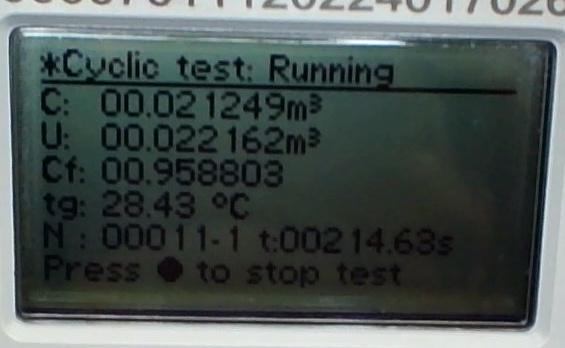 *Cyclic test: Running
C: 00.021249m³
U: 00.022162m³
Cf: 00.958803
tg: 28.43 °C
N : 00011-1 t:00214.63s
Press ● to stop test